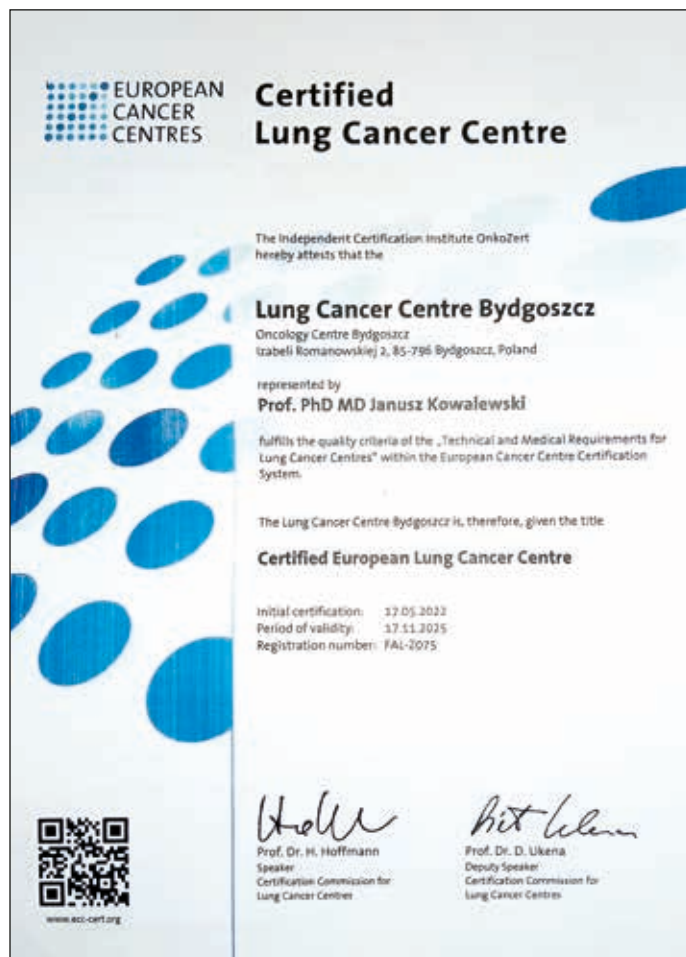 EUROPEAN
CANCER
CENTRES
Certified
Lung Cancer Centre
The Independent Certification Institute OnkoZert
hereby attests that the
Lung Cancer Centre Bydgoszcz
Oncology Centre Bydgoszcz
Izabeli Romanowskiej 2, 85-796 Bydgoszcz, Poland
represented by
Prof. PhD MD Janusz Kowalewski
fulfills the quality criteria of the „Technical and Medical Requirements for
Lung Cancer Centres" within the European Cancer Centre Certification
System.
The Lung Cancer Centre Bydgoszcz is, therefore, given the title
Certified European Lung Cancer Centre
Initial certification: 17.05.2022
Period of validity: 17.11.2025
Registration number: FAL-Z075
Prof. Dr. H. Hoffmann
Speaker
Certification Commission for
Lung Cancer Centres
Prof. Dr. D. Ukena
Deputy Speaker
Certification Commission for
Lung Cancer Centres
www.ecc-cert.org